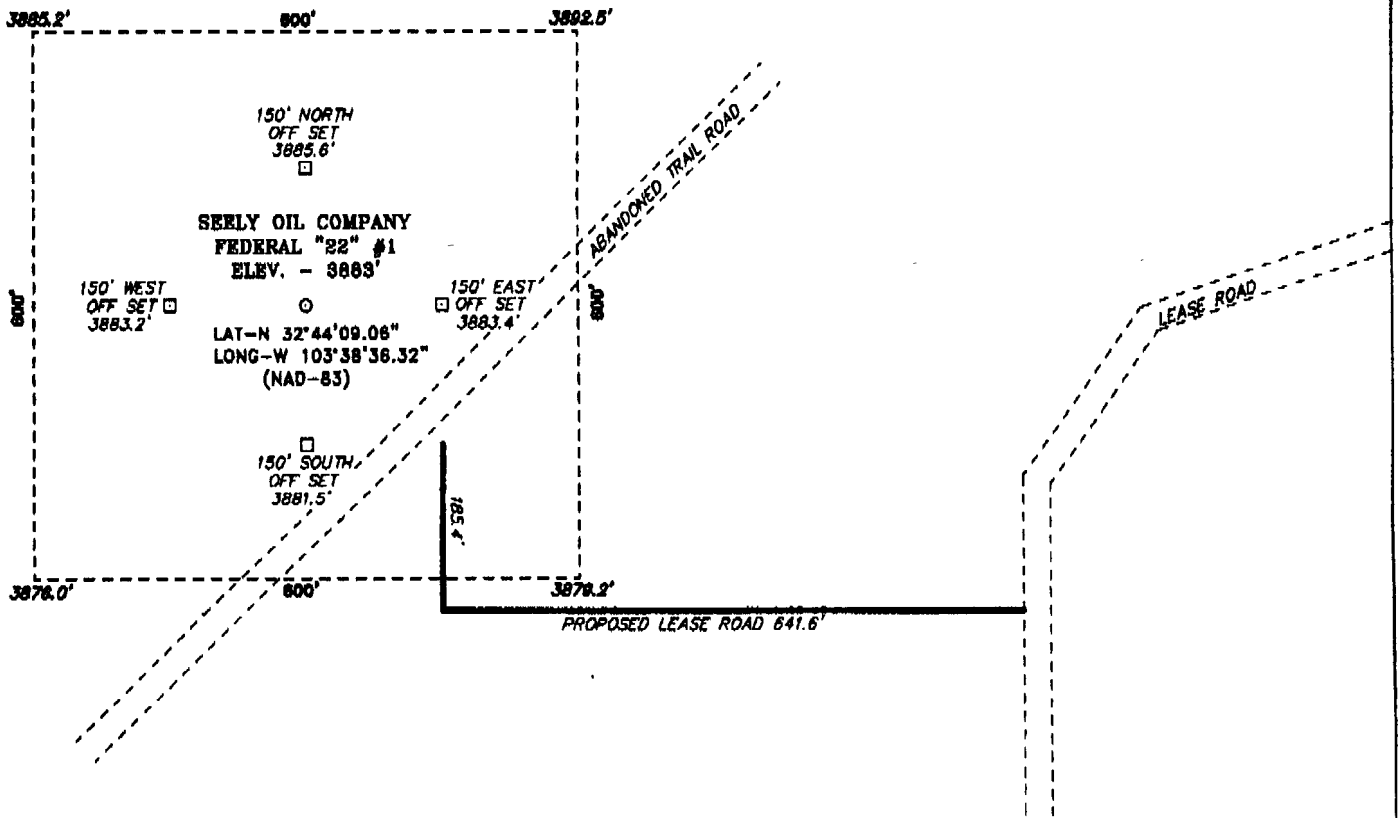 3885.2'
600'
3892.5'
150' NORTH
OFF SET
3885.6'
SEELY OIL COMPANY
FEDERAL "22" #1
ELEV. - 3883'
150' WEST
OFF SET
3883.2'
150' EAST
OFF SET
3883.4'
600'
600'
LAT-N 32°44'09.06"
LONG-W 103°38'36.32"
(NAD-83)
ABANDONED TRAIL ROAD
LEASE ROAD
150' SOUTH
OFF SET
3881.5'
185.4'
3876.0'
600'
3879.2'
PROPOSED LEASE ROAD 641.6'